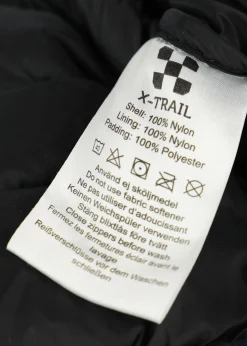 X-TRAIL
Shell: 100% Nylon
Lining: 100% Nylon
Padding: 100% Polyester
Använd ej sköljmedel
Do not use fabric softener
Ne pas utiliser d'adoucissant
Keinen Weichspüler verwenden
Stäng blixtlås före tvätt
Close zippers before wash
Fermez les fermetures éclair avant le
lavage
Reißverschlüsse vor dem Waschen
schließen